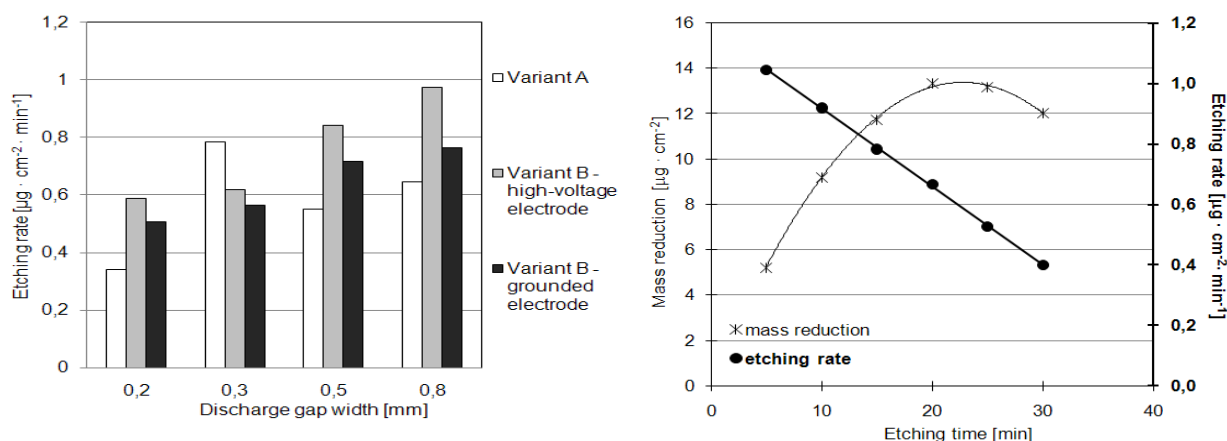 1,2
1
0,8
0,6
0,4
0,2
0
Etching rate [µg · cm-2· min-1]
0,2 0,3 0,5 0,8
Discharge gap width [mm]
Variant A
Variant B -
high-voltage
electrode
Variant B -
grounded
electrode
16
14
12
10
8
6
4
2
0
Mass reduction [µg · cm-2]
1,2
1,0
0,8
0,6
0,4
0,2
0,0
Etching rate [µg · cm-2· min-1]
mass reduction
etching rate
0 10 20 30 40
Etching time [min]